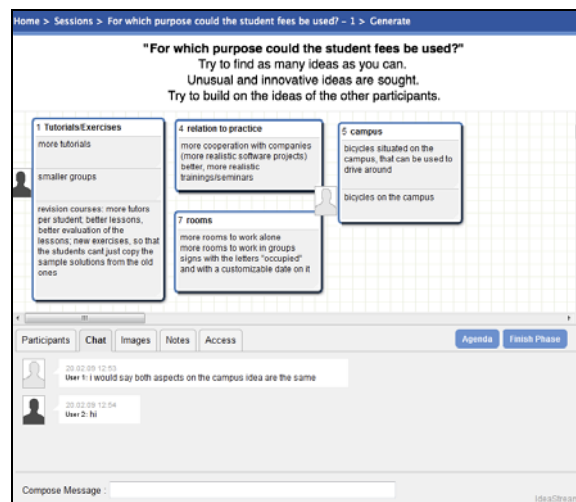 Home > Sessions > For which purpose could the student fees be used? - 1 > Generate
"For which purpose could the student fees be used?"
Try to find as many ideas as you can.
Unusual and innovative ideas are sought.
Try to build on the ideas of the other participants.
1 Tutorials/Exercises
more tutorials
smaller groups
revision courses: more tutors
per student; better lessons,
better evaluation of the
lessons; new exercises, so that
the students cant just copy the
sample solutions from the old
ones
4 relation to practice
more cooperation with companies
(more realistic software projects)
better, more realistic
trainings/seminars
7 rooms
more rooms to work alone
more rooms to work in groups
signs with the letters "occupied"
and with a customizable date on it
5 campus
bicycles situated on the
campus, that can be used to
drive around
bicycles on the campus
Participants Chat Images Notes Access Agenda Finish Phase
20.02.09 12:53
User 1: i would say both aspects on the campus idea are the same
20.02.09 12:54
User 2: hi
Compose Message :
IdeaStream